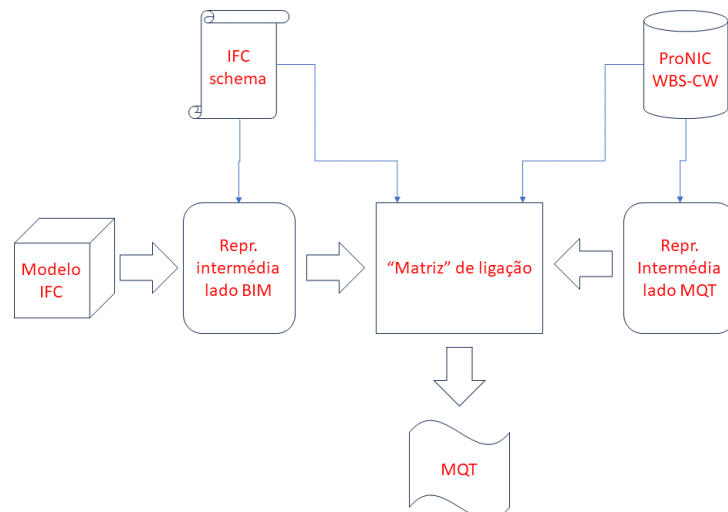 IFC
schema
ProNIC
WBS-CW
Modelo
IFC
Repr.
intermédia
lado BIM
“Matriz” de ligação
Repr.
Intermédia
lado MQT
MQT